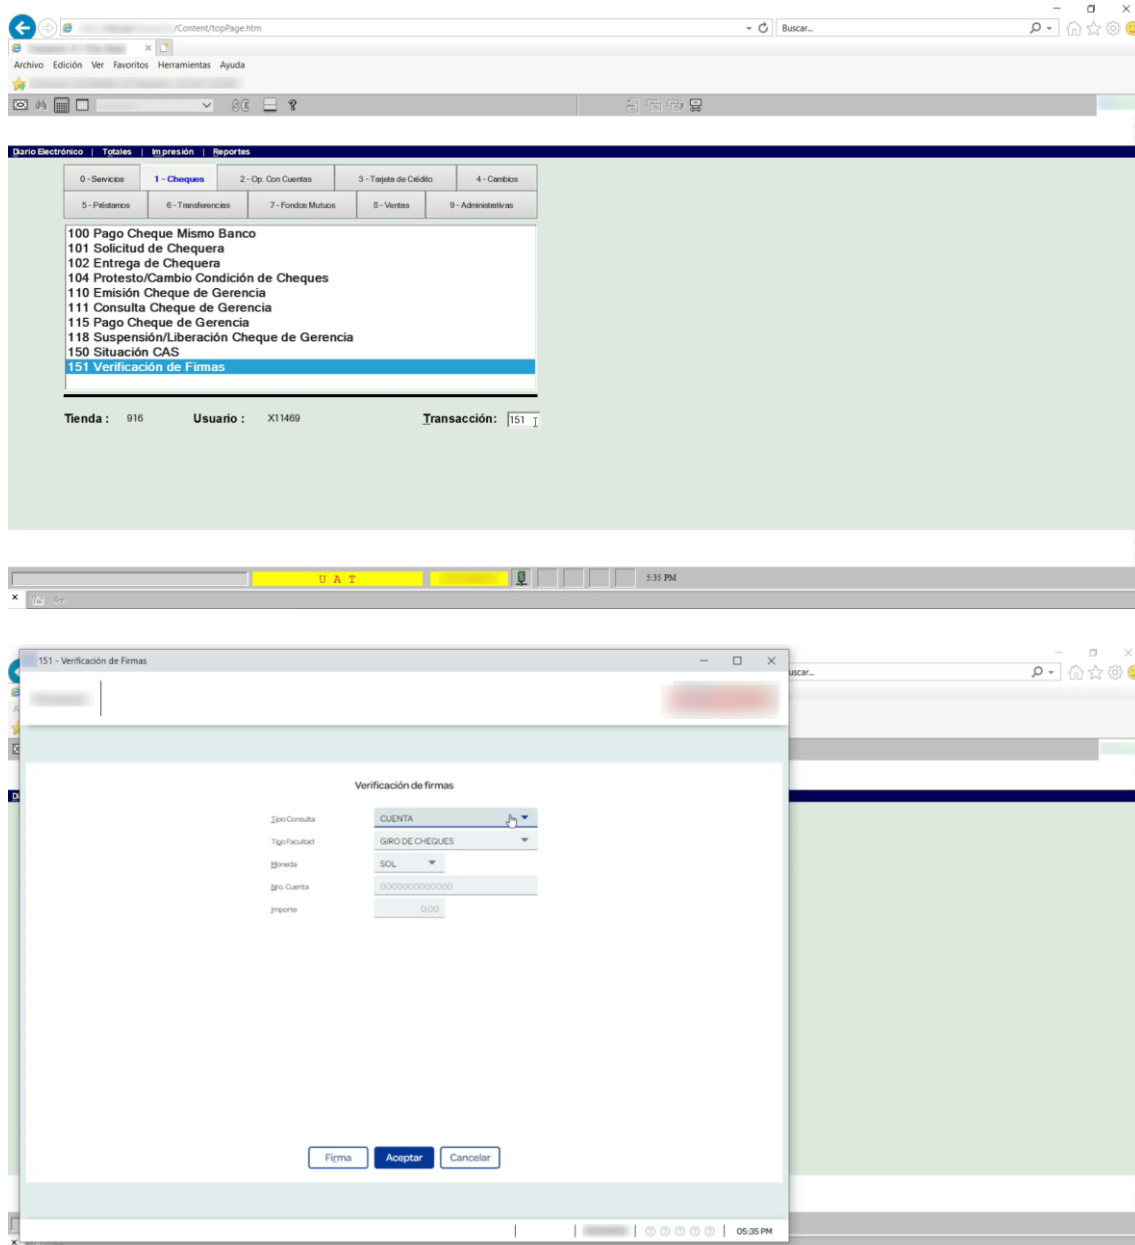 /Content/topPage.htm
Buscar...
Archivo Edición Ver Favoritos Herramientas Ayuda
Diario Electrónico | Totales | Impresión | Reportes
0 - Servicios 1 - Cheques 2 - Op. Con Cuentas 3 - Tarjeta de Crédito 4 - Cambios
5 - Préstamos 6 - Transferencias 7 - Fondos Mutuos 8 - Ventas 9 - Administrativas
100 Pago Cheque Mismo Banco
101 Solicitud de Chequera
102 Entrega de Chequera
104 Protesto/Cambio Condición de Cheques
110 Emisión Cheque de Gerencia
111 Consulta Cheque de Gerencia
115 Pago Cheque de Gerencia
118 Suspensión/Liberación Cheque de Gerencia
150 Situación CAS
151 Verificación de Firmas
Tienda : 916 Usuario : X11469 Transacción: 151
U A T 5:35 PM
151 - Verificación de Firmas
uscar...
Verificación de firmas
Tipo Consulta CUENTA
Tigo Facultad GIRO DE CHEQUES
Moneda SOL
Nro. Cuenta 0000000000000
Importe 0.00
Firma Aceptar Cancelar
05:35 PM